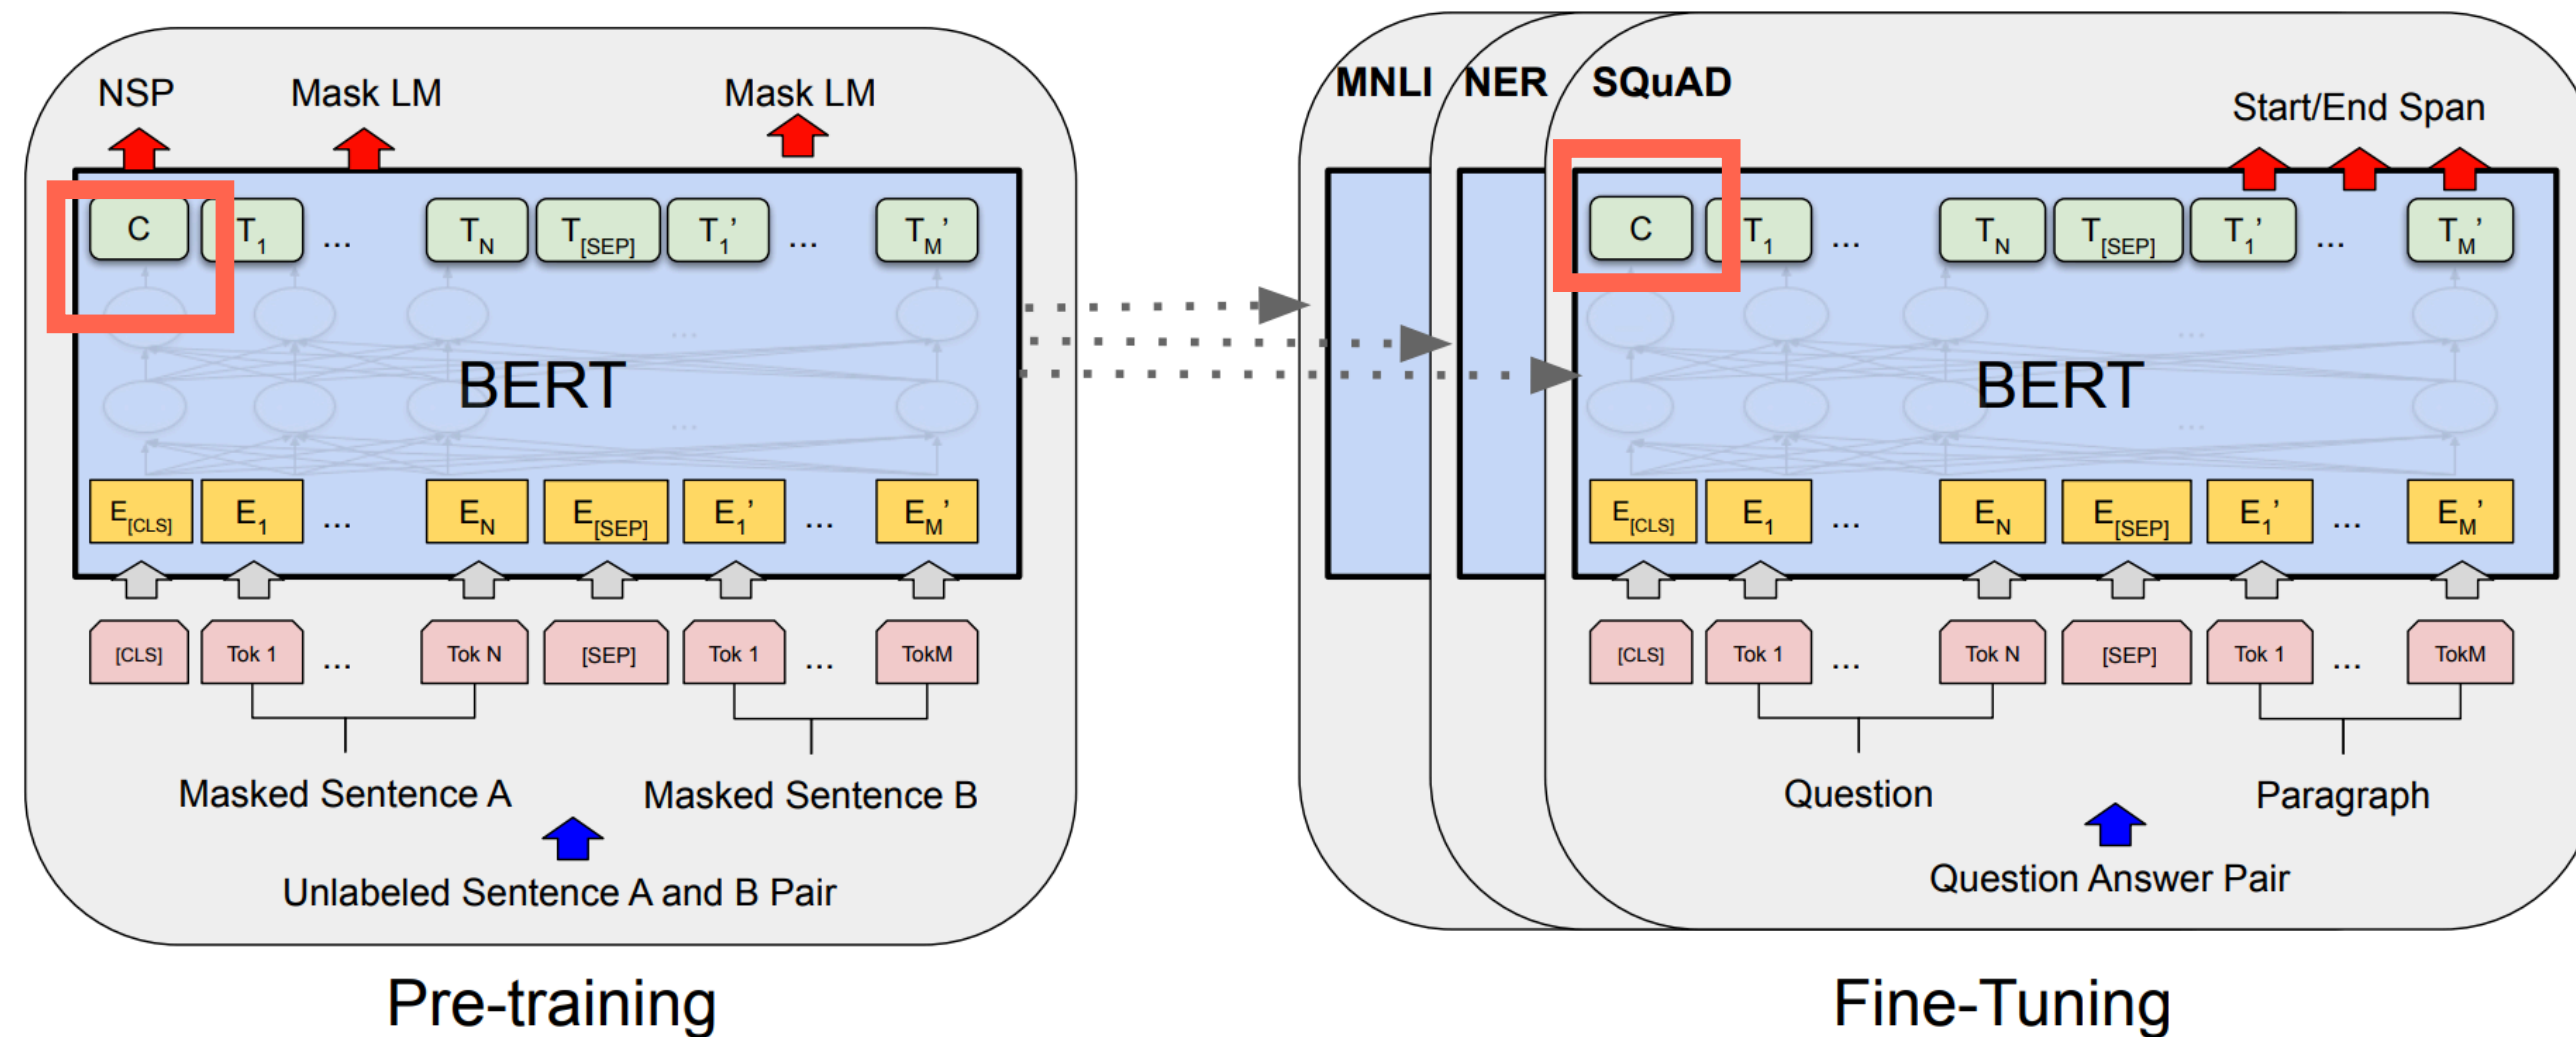 NSP Mask LM Mask LM
C T1 ... TN T[SEP] T1’ ... TM’
...
BERT
...
E[CLS] E1 ... EN E[SEP] E1’ ... EM’
[CLS] Tok 1 ... Tok N [SEP] Tok 1 ... TokM
Masked Sentence A Masked Sentence B
Unlabeled Sentence A and B Pair
Pre-training
MNLI NER SQuAD
Start/End Span
C T1 ... TN T[SEP] T1’ ... TM’
...
BERT
...
E[CLS] E1 ... EN E[SEP] E1’ ... EM’
[CLS] Tok 1 ... Tok N [SEP] Tok 1 ... TokM
Question Paragraph
Question Answer Pair
Fine-Tuning